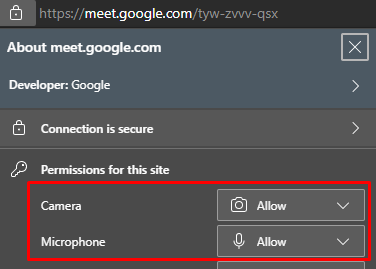 https://meet.google.com/tyw-zvvv-qsx
About meet.google.com
Developer: Google
Connection is secure
Permissions for this site
Camera Allow
Microphone Allow